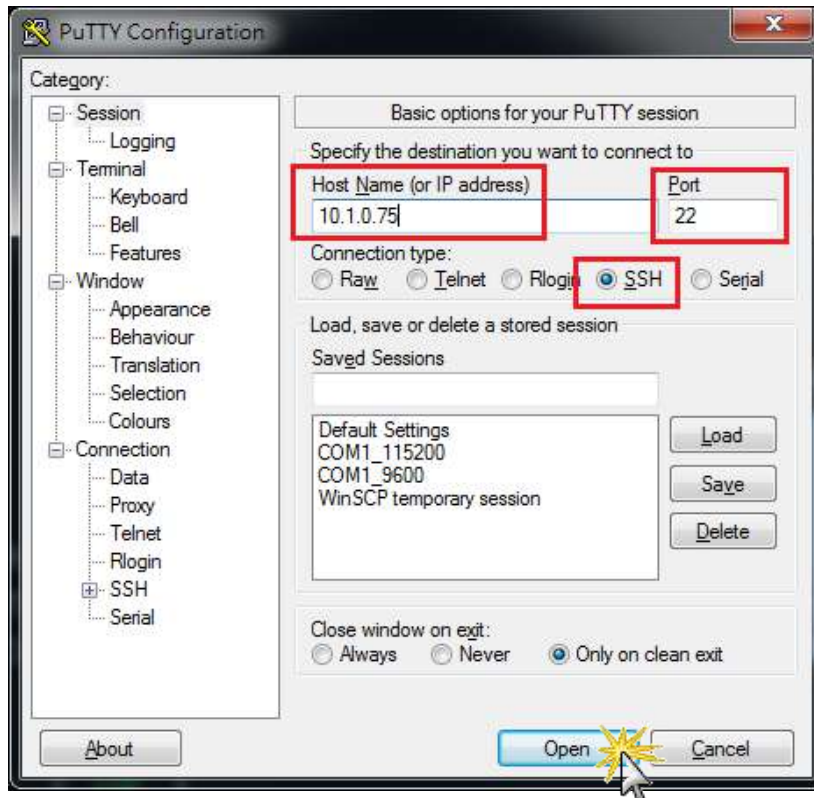 PuTTY Configuration
Category:
Session
Logging
Terminal
Keyboard
Bell
Features
Window
Appearance
Behaviour
Translation
Selection
Colours
Connection
Data
Proxy
Telnet
Rlogin
SSH
Serial
Basic options for your PuTTY session
Specify the destination you want to connect to
Host Name (or IP address) Port
10.1.0.75 22
Connection type:
Raw Telnet Rlogin SSH Serial
Load, save or delete a stored session
Saved Sessions
Default Settings
COM1_115200
COM1_9600
WinSCP temporary session
Load
Save
Delete
Close window on exit:
Always Never Only on clean exit
About Open Cancel